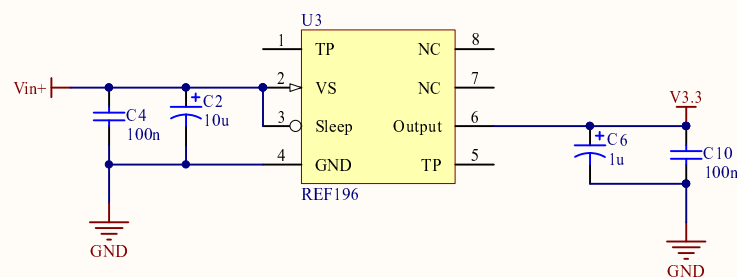 U3
1 TP NC 8
Vin+ 2 VS NC 7
C4 100n
C2 10u
3 Sleep Output 6
V3.3
4 GND TP 5
C6 1u
C10 100n
REF196
GND
GND